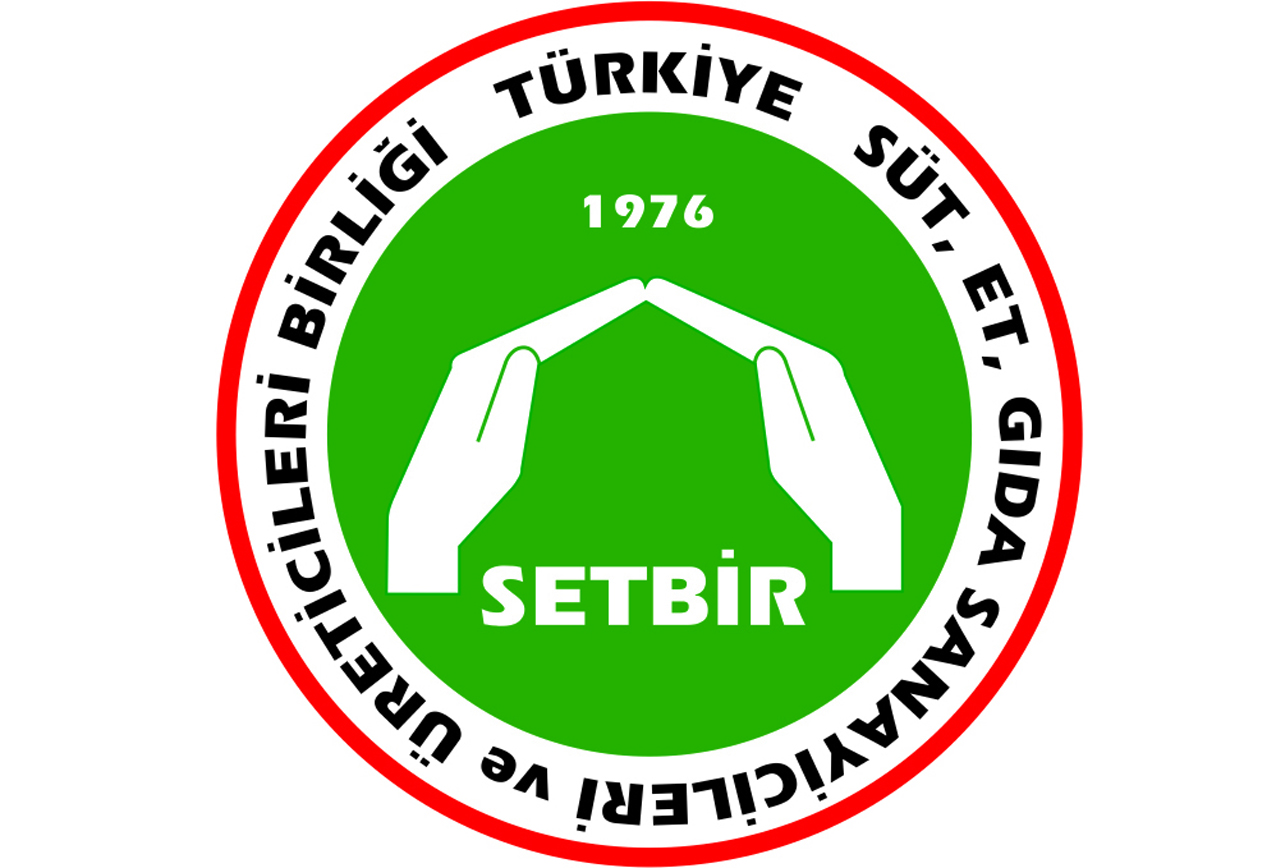 TÜRKİYE SÜT, ET, GIDA SANAYİCİLERİ ve ÜRETİCİLERİ BİRLİĞİ
1976
SETBİR